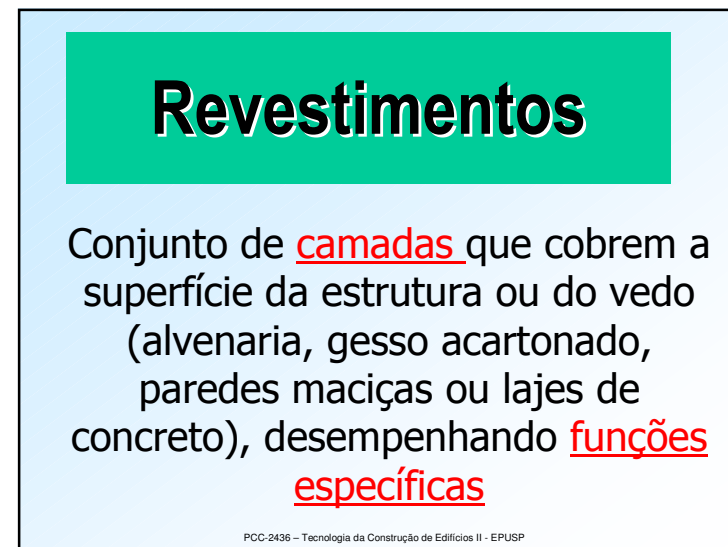 Revestimentos
Conjunto de camadas que cobrem a
superfície da estrutura ou do vedo
(alvenaria, gesso acartonado,
paredes maciças ou lajes de
concreto), desempenhando funções
específicas
PCC-2436 – Tecnologia da Construção de Edifícios II - EPUSP